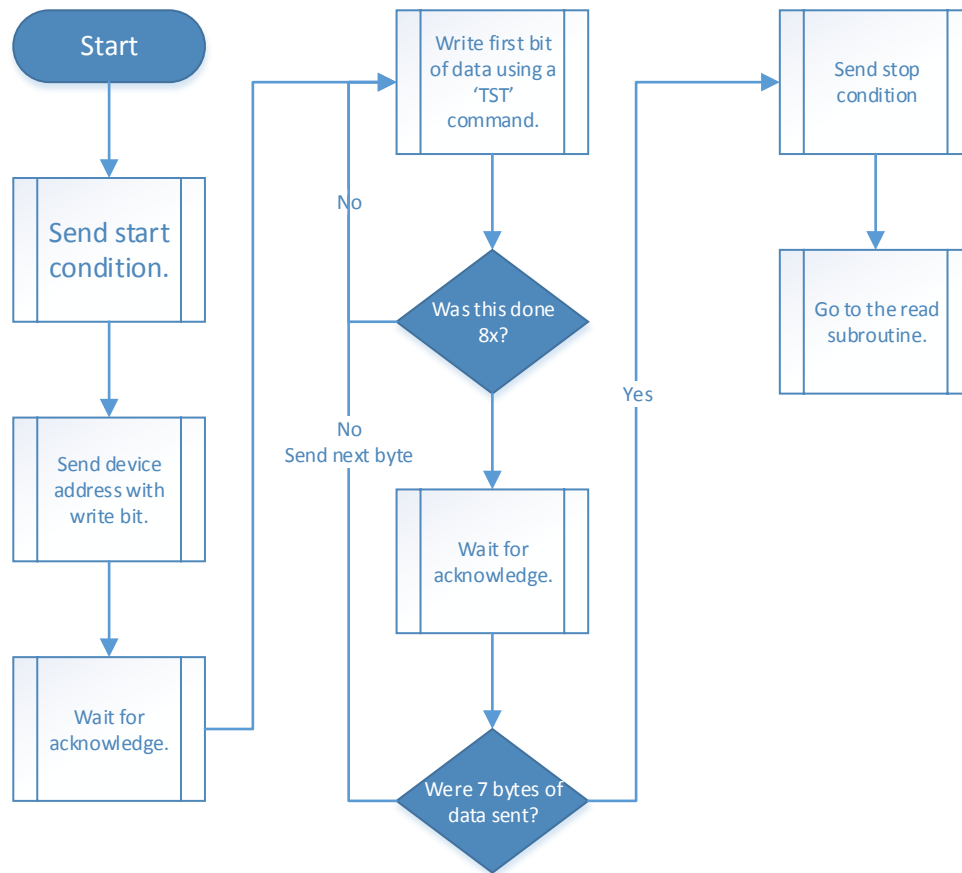 Start
Send start
condition.
Send device
address with
write bit.
Wait for
acknowledge.
Write first bit
of data using a
‘TST’
command.
No
Was this done
8x?
No
Send next byte
Wait for
acknowledge.
Were 7 bytes of
data sent?
Yes
Send stop
condition
Go to the read
subroutine.